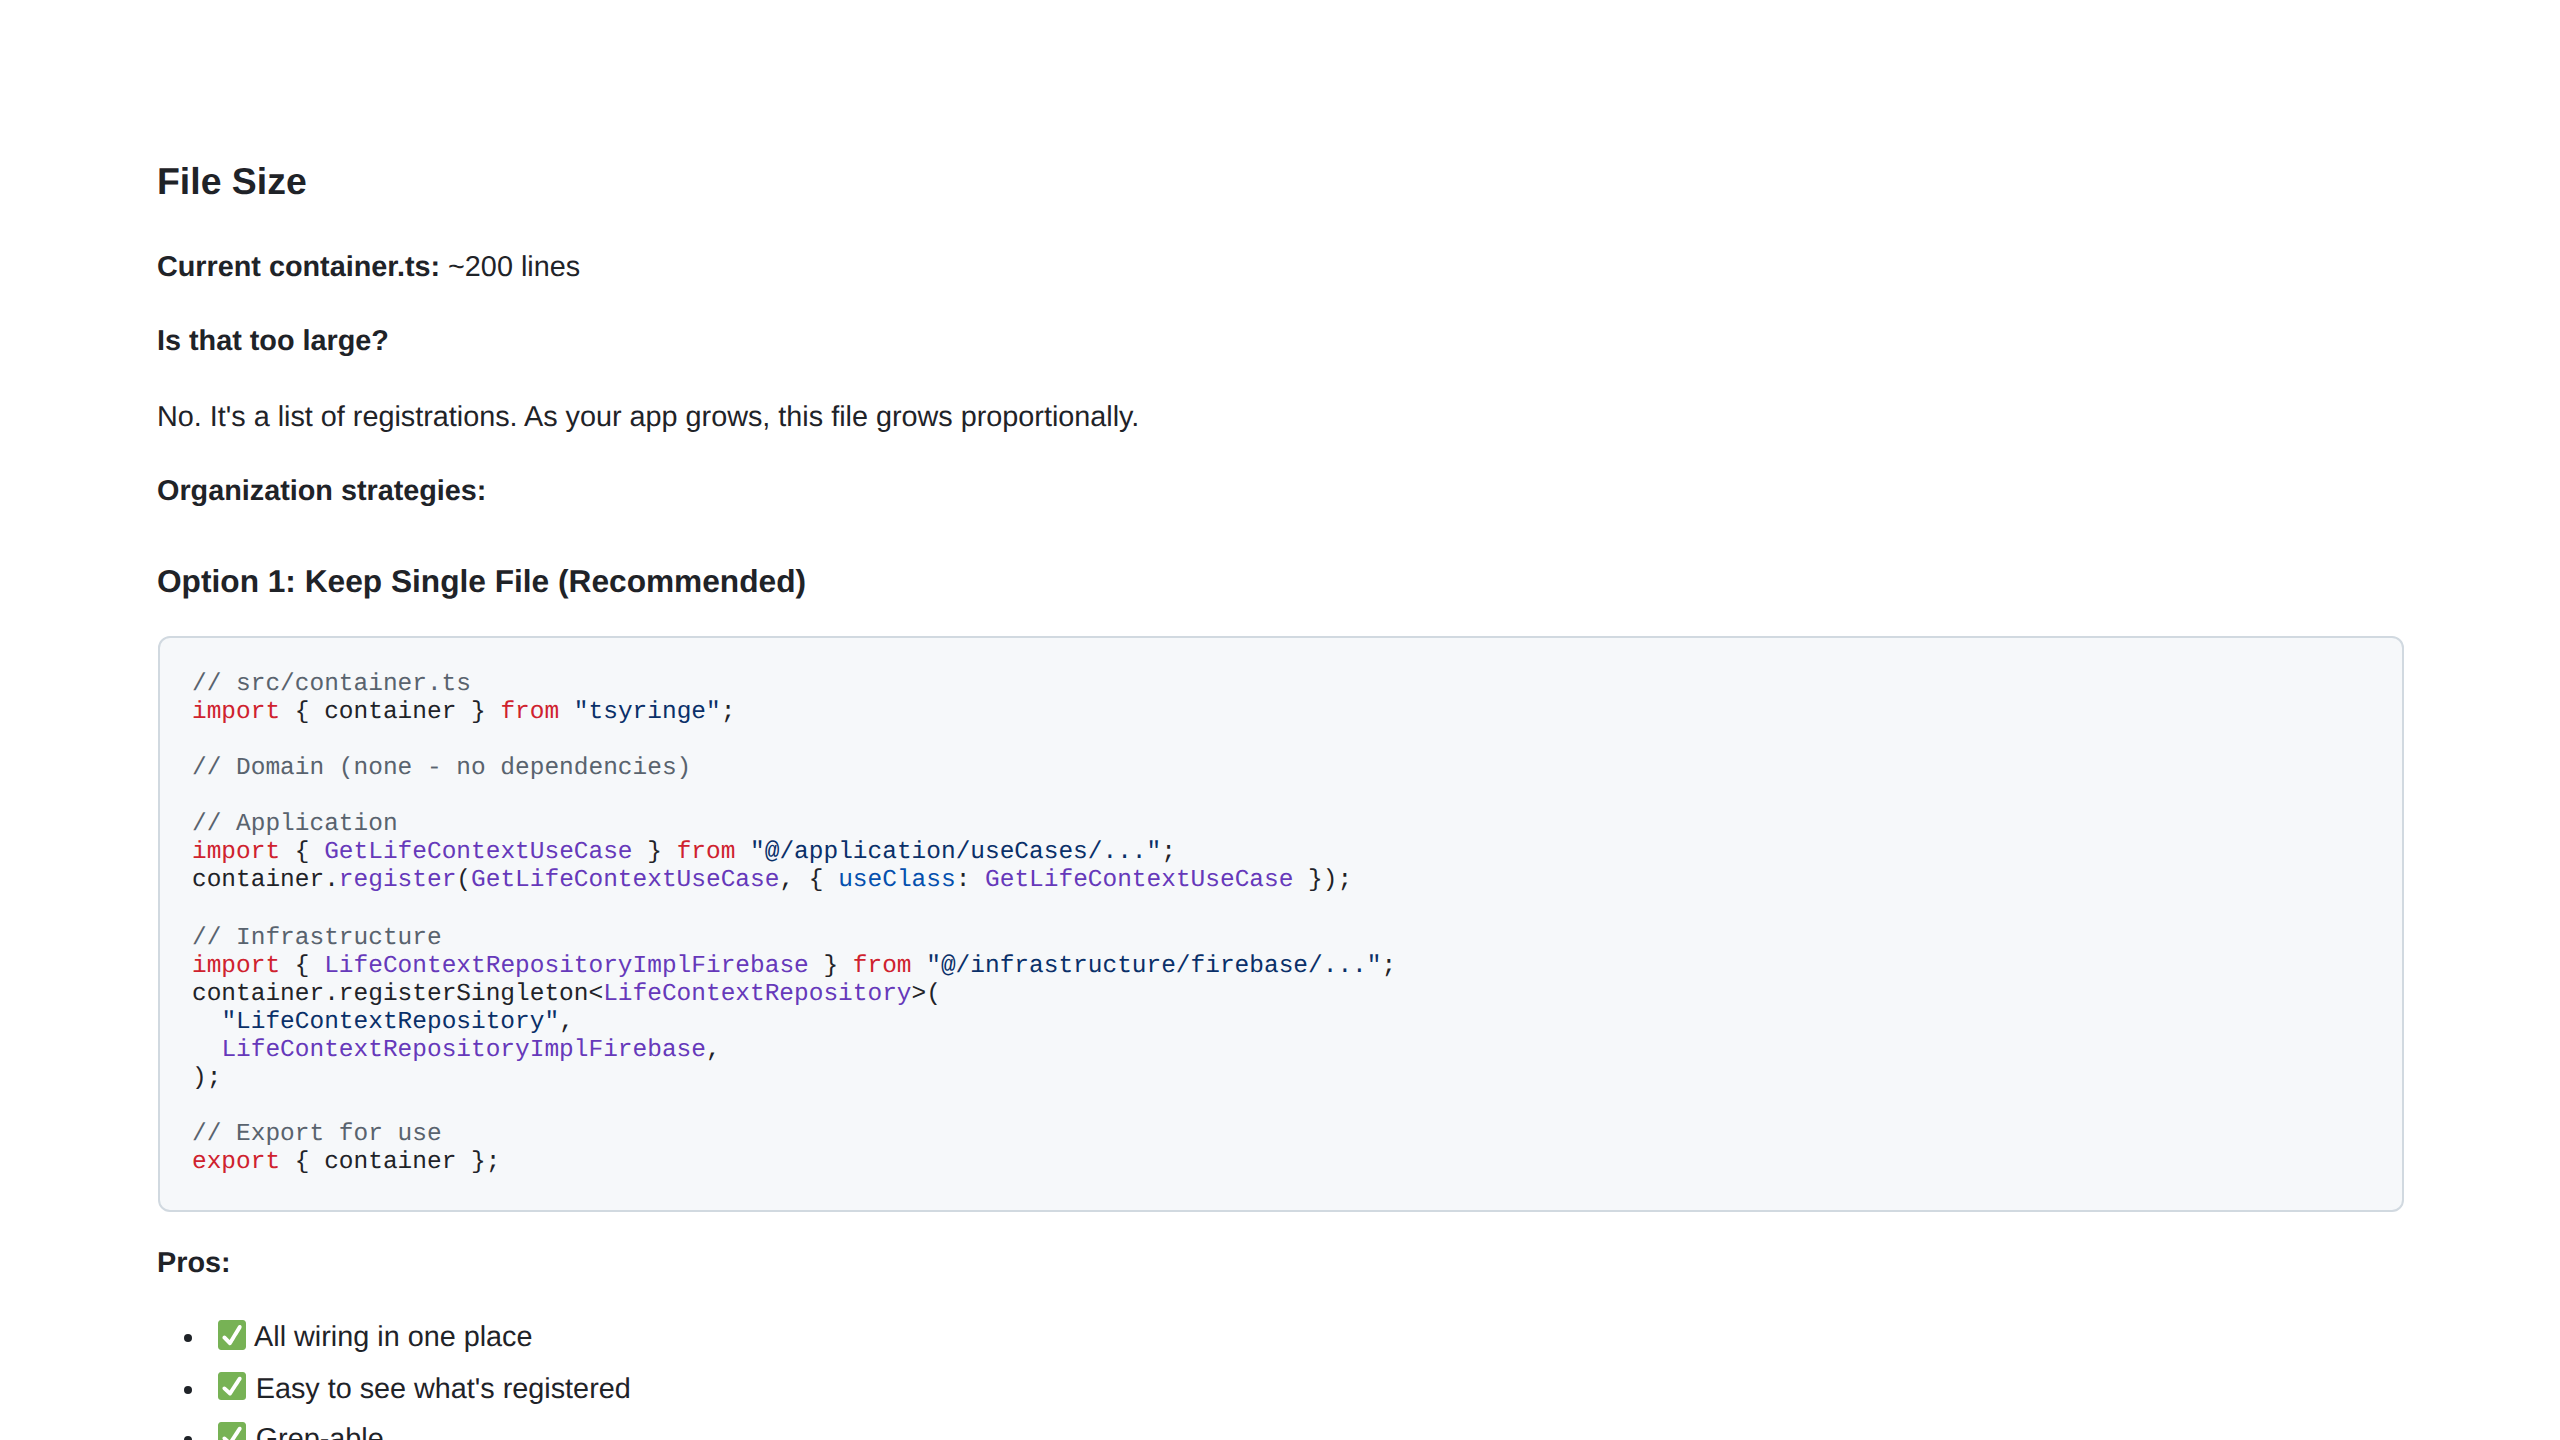 File Size
Current container.ts: ~200 lines
Is that too large?
No. It's a list of registrations. As your app grows, this file grows proportionally.
Organization strategies:
Option 1: Keep Single File (Recommended)
// src/container.ts
import { container } from "tsyringe";
// Domain (none - no dependencies)
// Application
import { GetLifeContextUseCase } from "@/application/useCases/...";
container.register(GetLifeContextUseCase, { useClass: GetLifeContextUseCase });
// Infrastructure
import { LifeContextRepositoryImplFirebase } from "@/infrastructure/firebase/...";
container.registerSingleton<LifeContextRepository>(
  "LifeContextRepository",
  LifeContextRepositoryImplFirebase,
);
// Export for use
export { container };
Pros:
• ✅ All wiring in one place
• ✅ Easy to see what's registered
• ✅ Grep-able